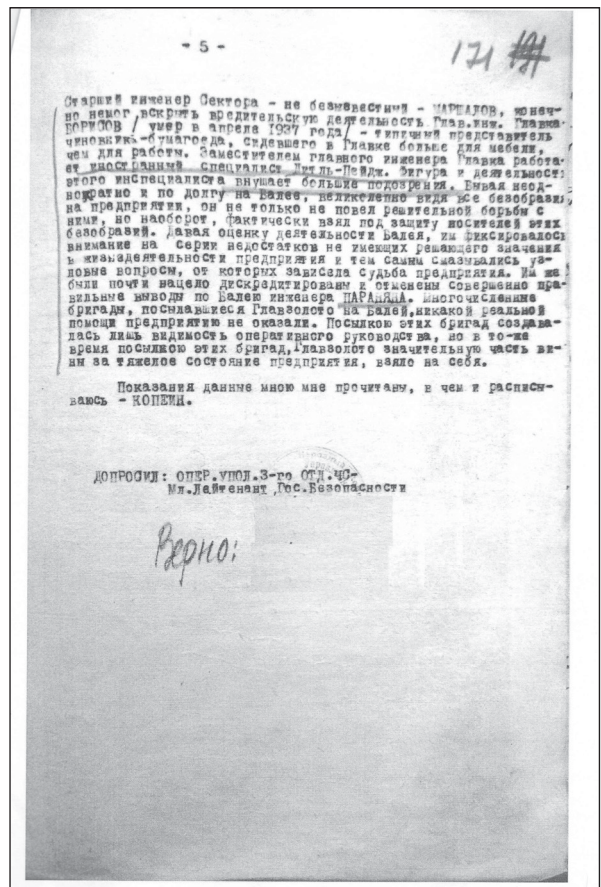 - 5 -
171 191
Старший инженер Сектора - не безызвестный - МАРШАЛОВ, конеч-
но немог вскрыть вредительскую деятельность Глав.инж. Главка
БОРИСОВ / умер в апреле 1937 года/ - типичный представитель
чиновник-бумагоеда, сидевшего в Главке больше для мебели,
чем для работы. Заместителем главного инженера Главка работа-
ет иностранный специалист Литль-Пейдж. Фигура и деятельность
этого инспециалиста внушает большие подозрения. Бывая неод-
нократно и по долгу на Балее, великолепно видя все безобразия
на предприятии, он не только не повел решительной борьбы с
ними, но наоборот, фактически взял под защиту носителей этих
безобразий. Давая оценку деятельности Балея, им фиксировалось
внимание на серии недостатков не имеющих решающего значения
в жизнедеятельности предприятия и тем самым смазывались уз-
ловые вопросы, от которых зависела судьба предприятия. Им же
были почти нацело дискредитированы и отменены совершенно пра-
вильные выводы по Балею инженера ПАРАНЯНА. Многочисленные
бригады, посылавшиеся Главзолото на Балей, никакой реальной
помощи предприятию не оказали. Посылкою этих бригад создава-
лась лишь видимость оперативного руководства, но в то-же
время посылкою этих бригад, Главзолото значительную часть ви-
ны за тяжелое состояние предприятия, взяло на себя.
Показания данные мною мне прочитаны, в чем и расписы-
ваюсь - КОПЕИН.
ДОПРОСИЛ: ОПЕР.УПОЛ.3-го ОТД.ЧС-
Мл.Лейтенант Гос.Безопасности
Верно: